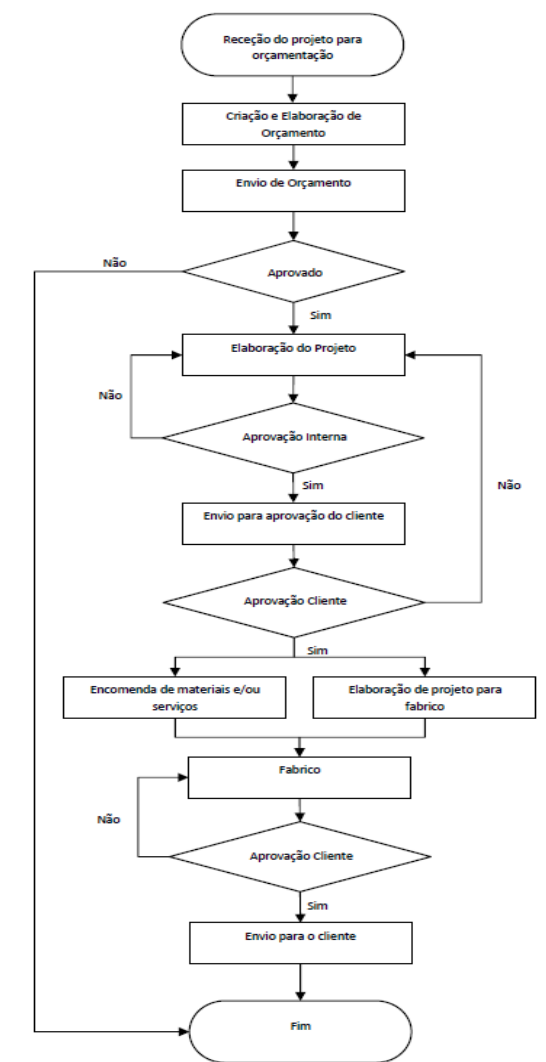 Receção do projeto para
orçamentação
Criação e Elaboração de
Orçamento
Envio de Orçamento
Não
Aprovado
Sim
Elaboração do Projeto
Não
Aprovação Interna
Sim
Não
Envio para aprovação do cliente
Aprovação Cliente
Sim
Encomenda de materiais e/ou
serviços
Elaboração de projeto para
fabrico
Fabrico
Não
Aprovação Cliente
Sim
Envio para o cliente
Fim